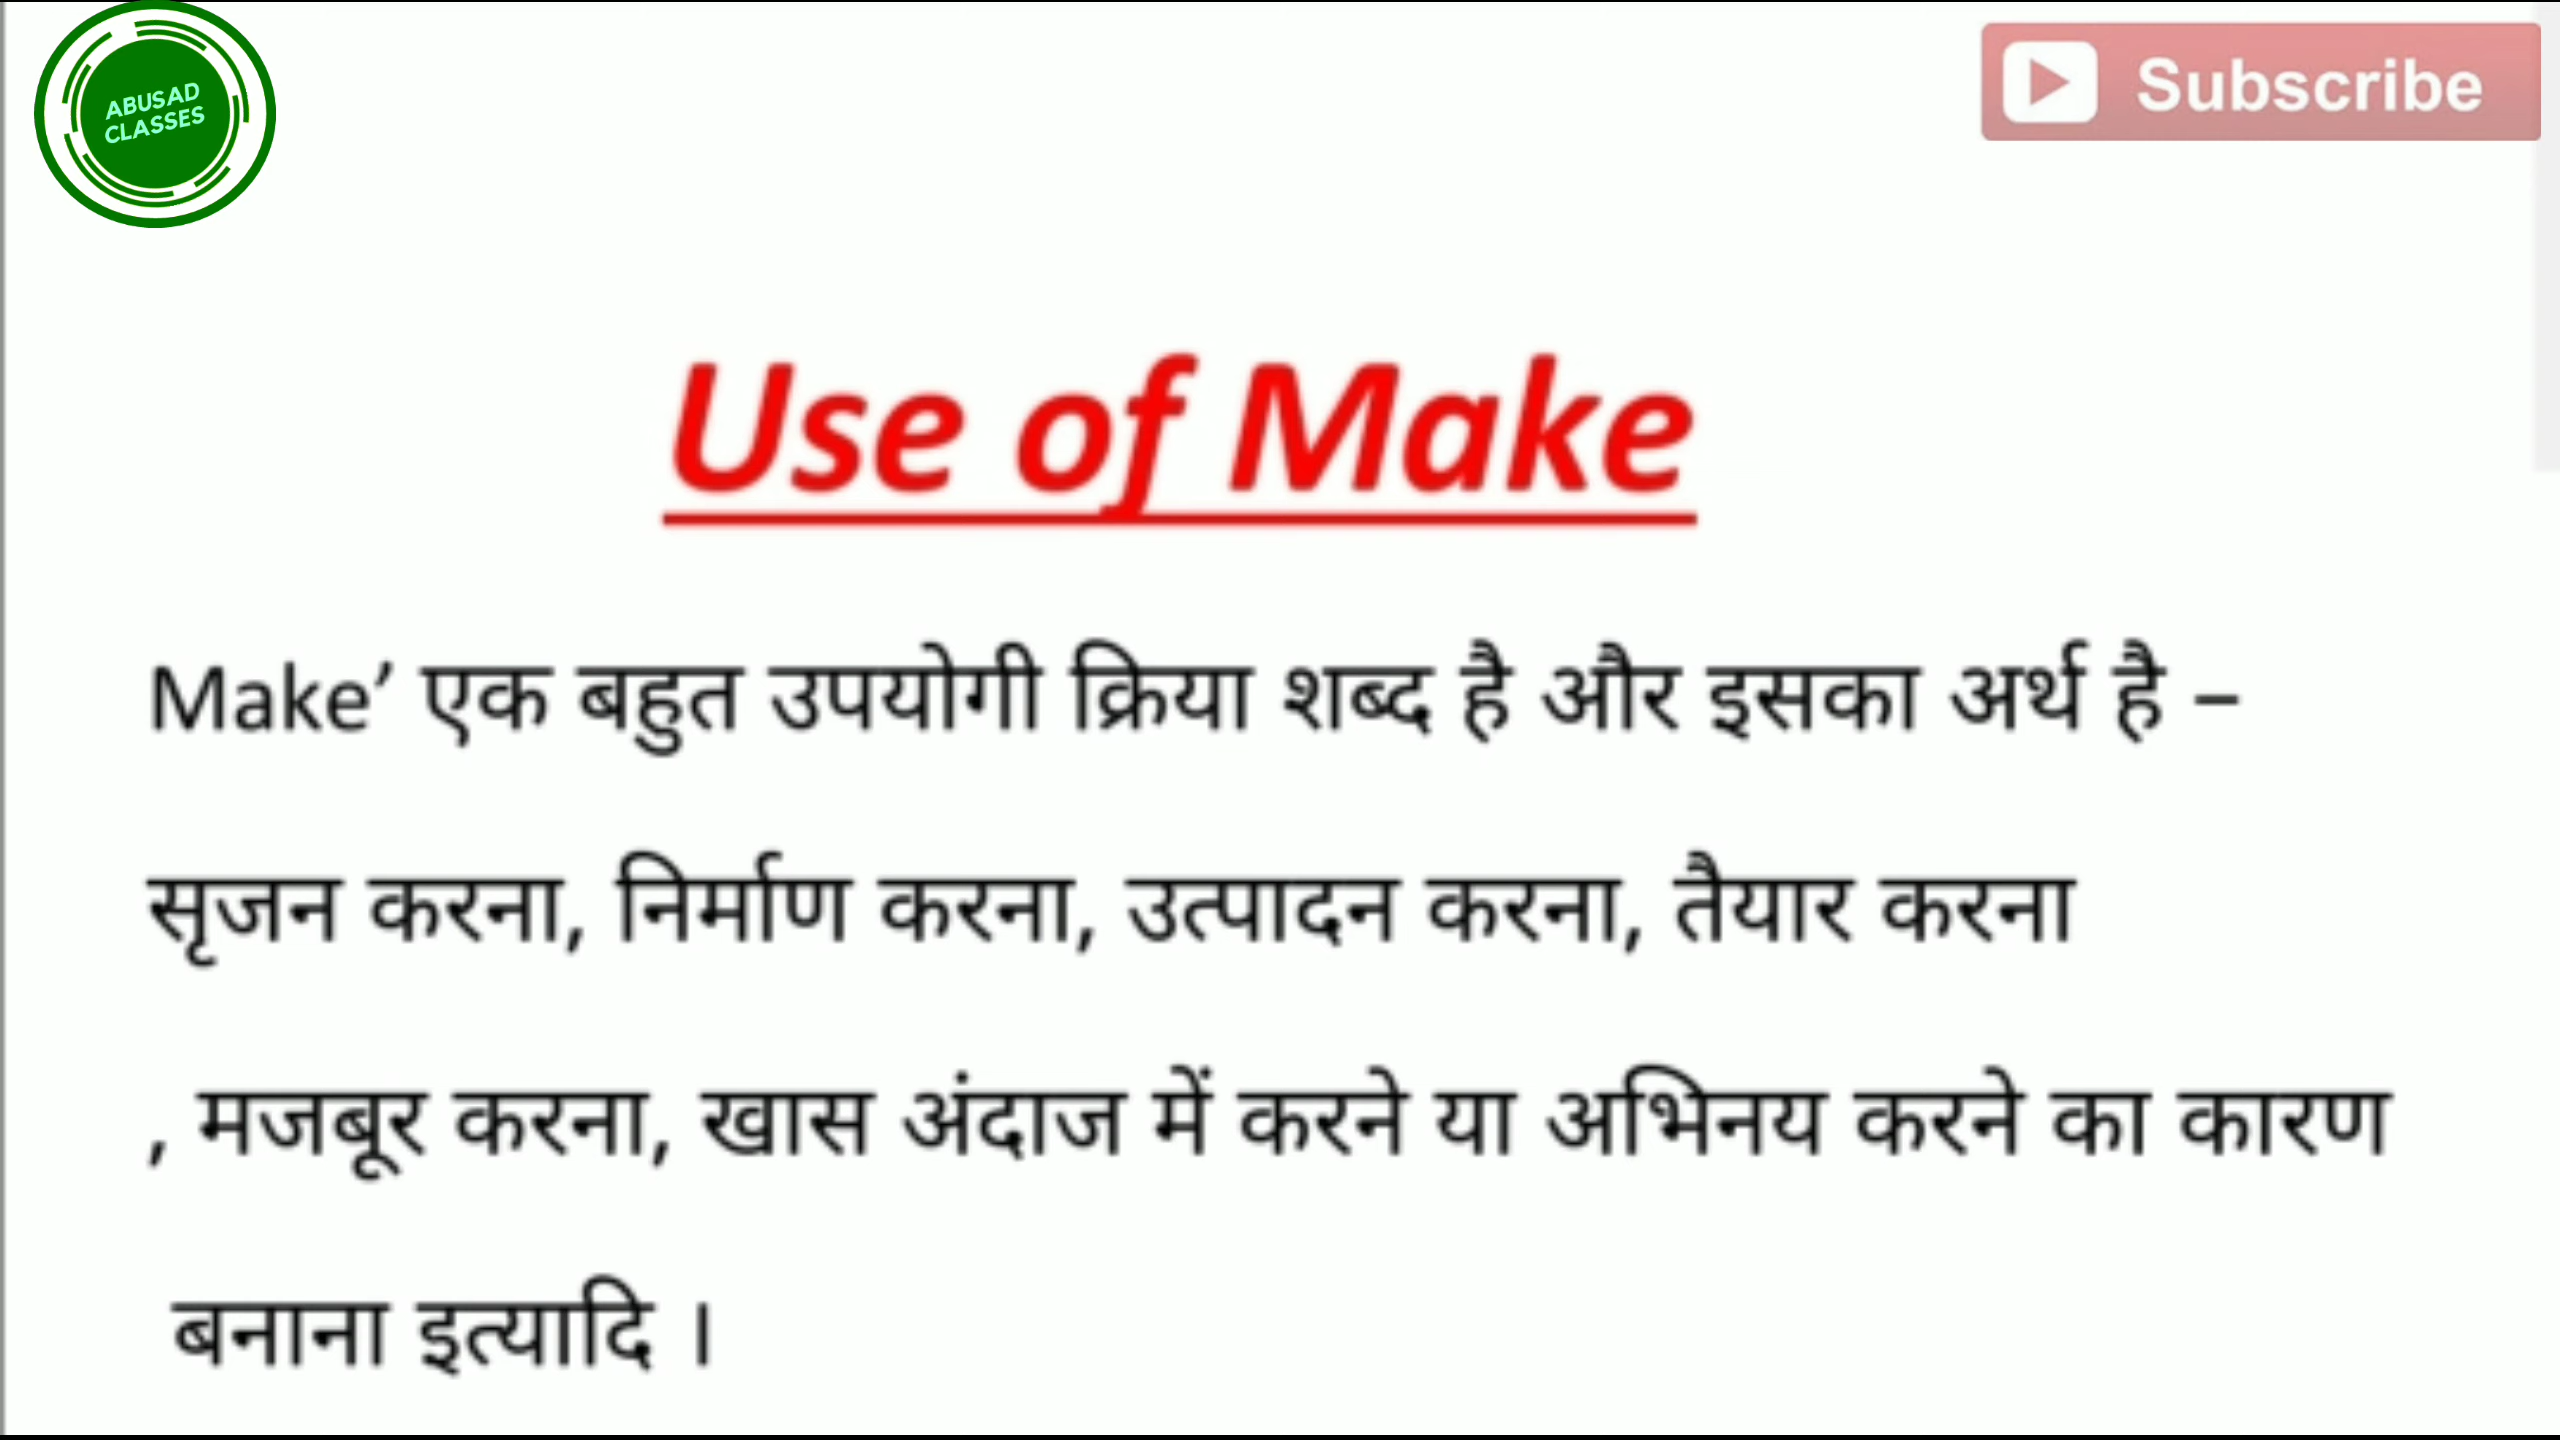 ABUSAD
CLASSES
Subscribe
Use of Make
Make’ एक बहुत उपयोगी क्रिया शब्द है और इसका अर्थ है –
सृजन करना, निर्माण करना, उत्पादन करना, तैयार करना
, मजबूर करना, खास अंदाज में करने या अभिनय करने का कारण
बनाना इत्यादि ।